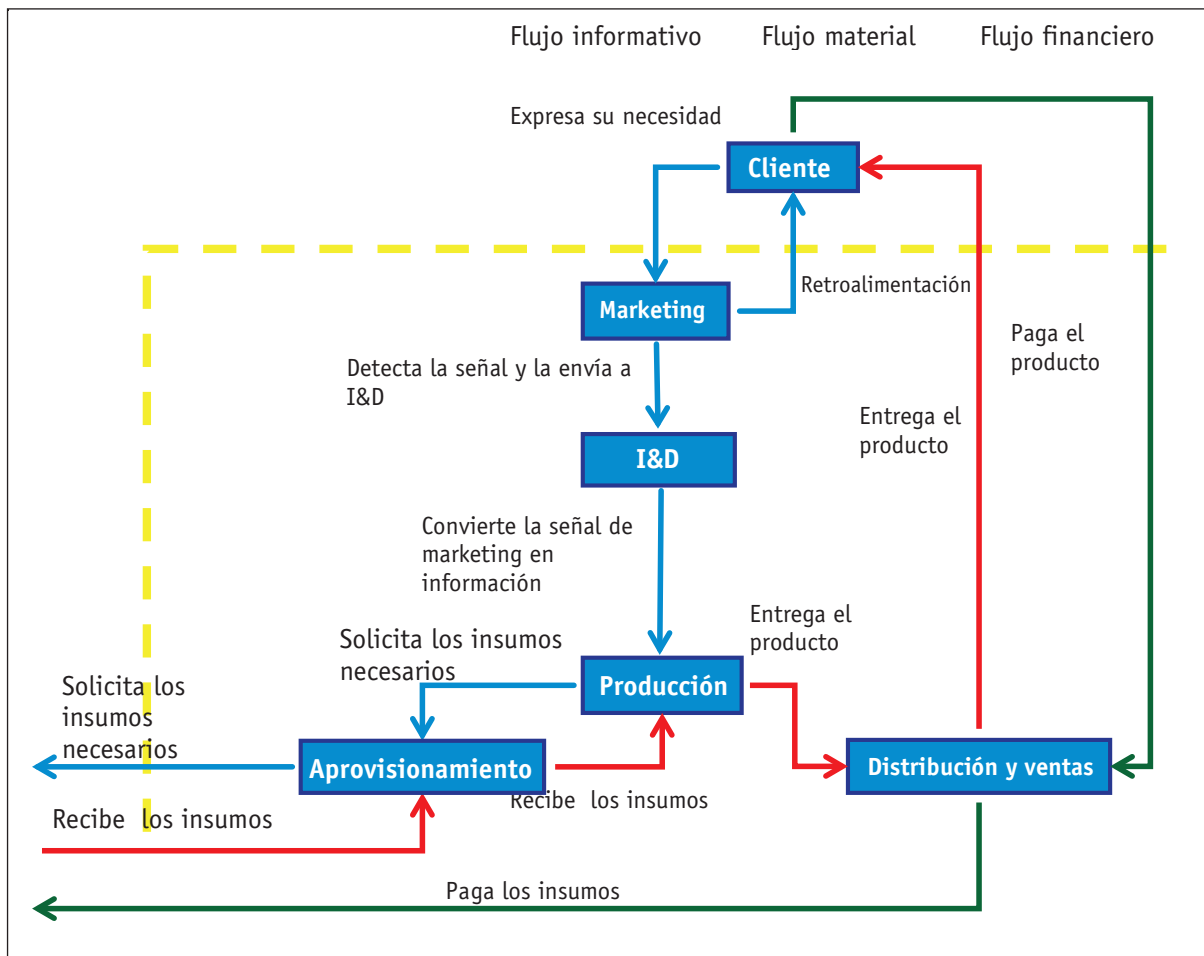 Flujo informativo Flujo material Flujo financiero
Expresa su necesidad
Cliente
Marketing
Retroalimentación
Paga el
producto
Detecta la señal y la envía a
I&D
Entrega el
producto
I&D
Convierte la señal de
marketing en
información
Entrega el
producto
Solicita los insumos
necesarios
Producción
Solicita los
insumos
necesarios
Aprovisionamiento
Distribución y ventas
Recibe los insumos
Recibe los insumos
Paga los insumos